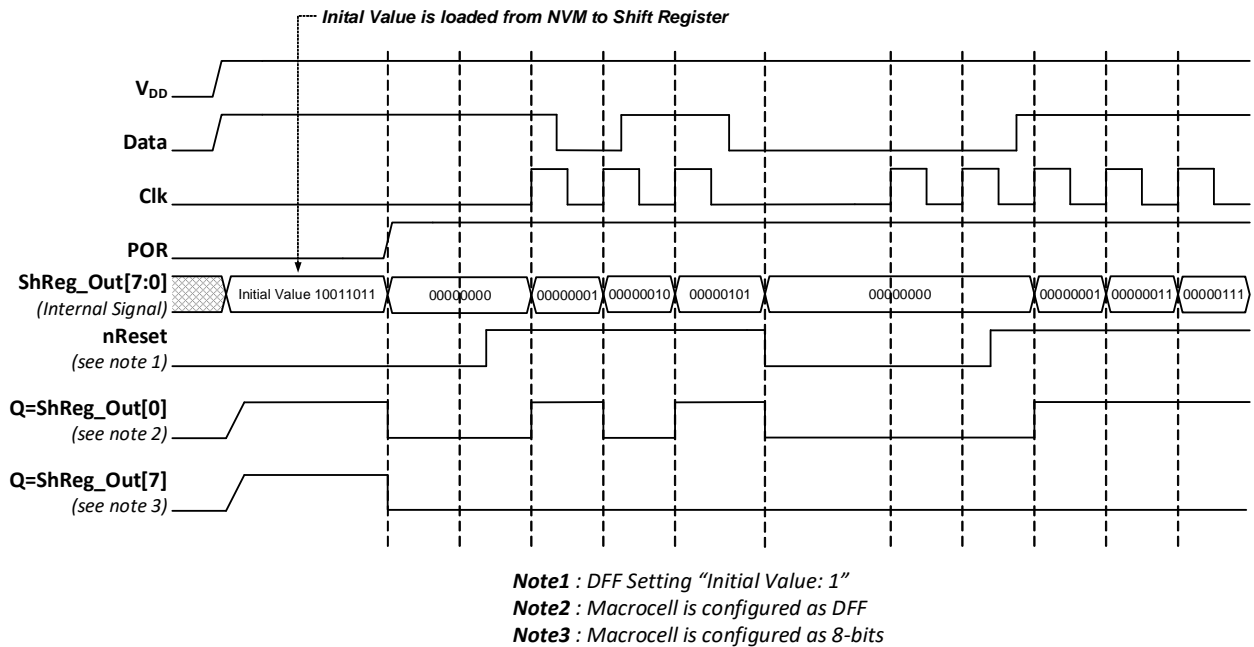 Inital Value is loaded from NVM to Shift Register
VDD
Data
Clk
POR
ShReg_Out[7:0]
(Internal Signal)
Initial Value 10011011
00000000
00000001
00000010
00000101
00000000
00000001
00000011
00000111
nReset
(see note 1)
Q=ShReg_Out[0]
(see note 2)
Q=ShReg_Out[7]
(see note 3)
Note1 : DFF Setting “Initial Value: 1”
Note2 : Macrocell is configured as DFF
Note3 : Macrocell is configured as 8-bits